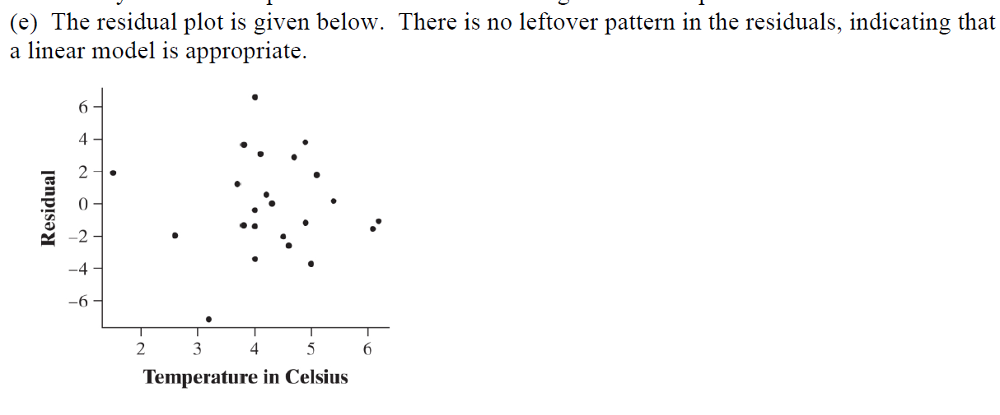 (e) The residual plot is given below. There is no leftover pattern in the residuals, indicating that
a linear model is appropriate.
6
4
2
0
–2
–4
–6
Residual
2 3 4 5 6
Temperature in Celsius